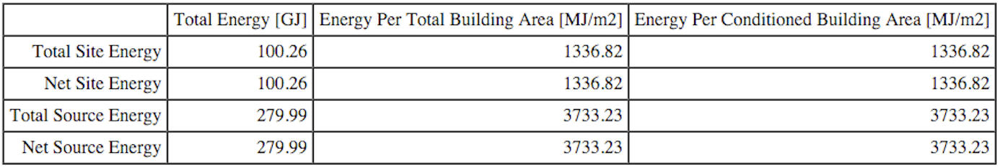 Total Energy [GJ] Energy Per Total Building Area [MJ/m2] Energy Per Conditioned Building Area [MJ/m2]
Total Site Energy 100.26 1336.82 1336.82
Net Site Energy 100.26 1336.82 1336.82
Total Source Energy 279.99 3733.23 3733.23
Net Source Energy 279.99 3733.23 3733.23